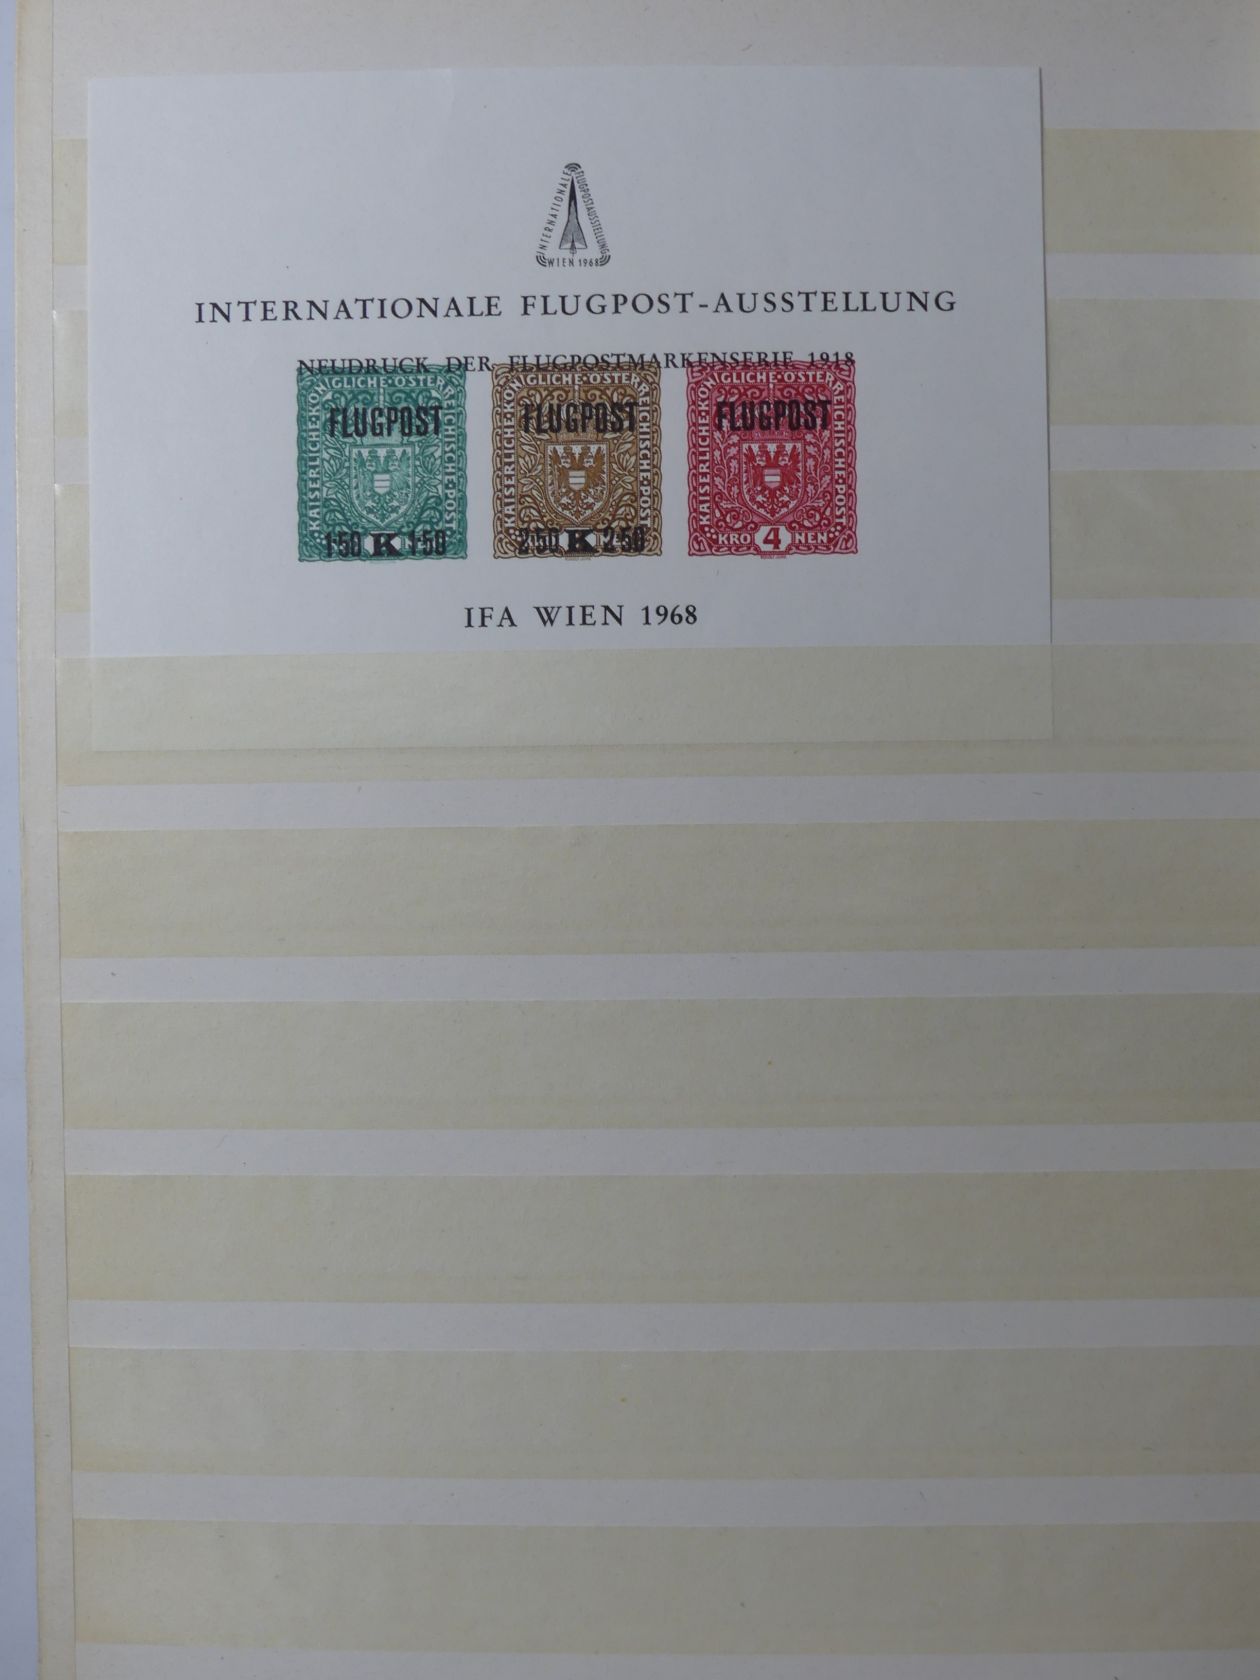 INTERNATIONALE FLUGPOSTAUSSTELLUNG
WIEN 1968
INTERNATIONALE FLUGPOST-AUSSTELLUNG
NEUDRUCK DER FLUGPOSTMARKENSERIE 1918
KAISERLICHE·KÖNIGLICHE·ÖSTERREICHISCHE·POST
FLUGPOST
1·50 K 1·50
KAISERLICHE·KÖNIGLICHE·ÖSTERREICHISCHE·POST
FLUGPOST
2·50 K 2·50
KAISERLICHE·KÖNIGLICHE·ÖSTERREICHISCHE·POST
FLUGPOST
KRO 4 NEN
IFA WIEN 1968